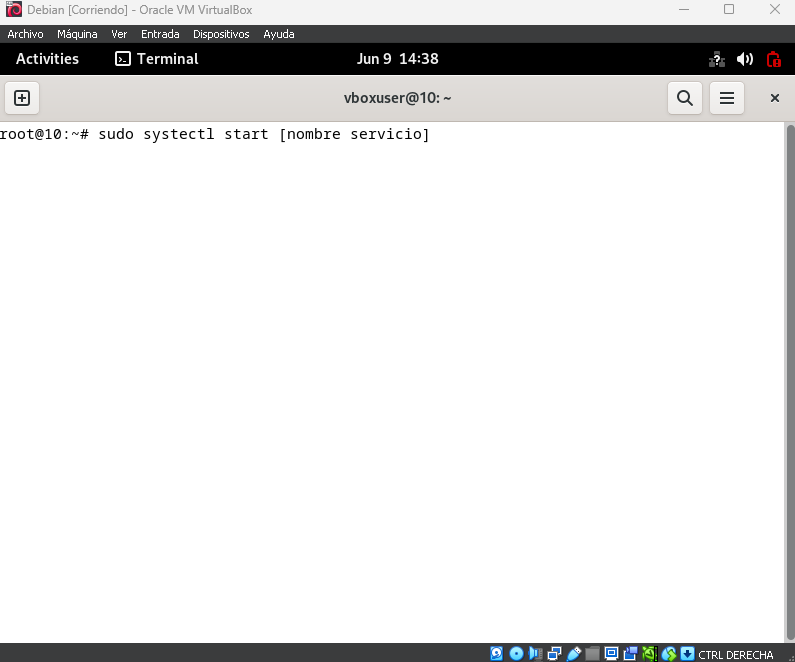 Debian [Corriendo] - Oracle VM VirtualBox
Archivo Máquina Ver Entrada Dispositivos Ayuda
Activities Terminal Jun 9 14:38
vboxuser@10: ~
root@10:~# sudo systectl start [nombre servicio]
CTRL DERECHA